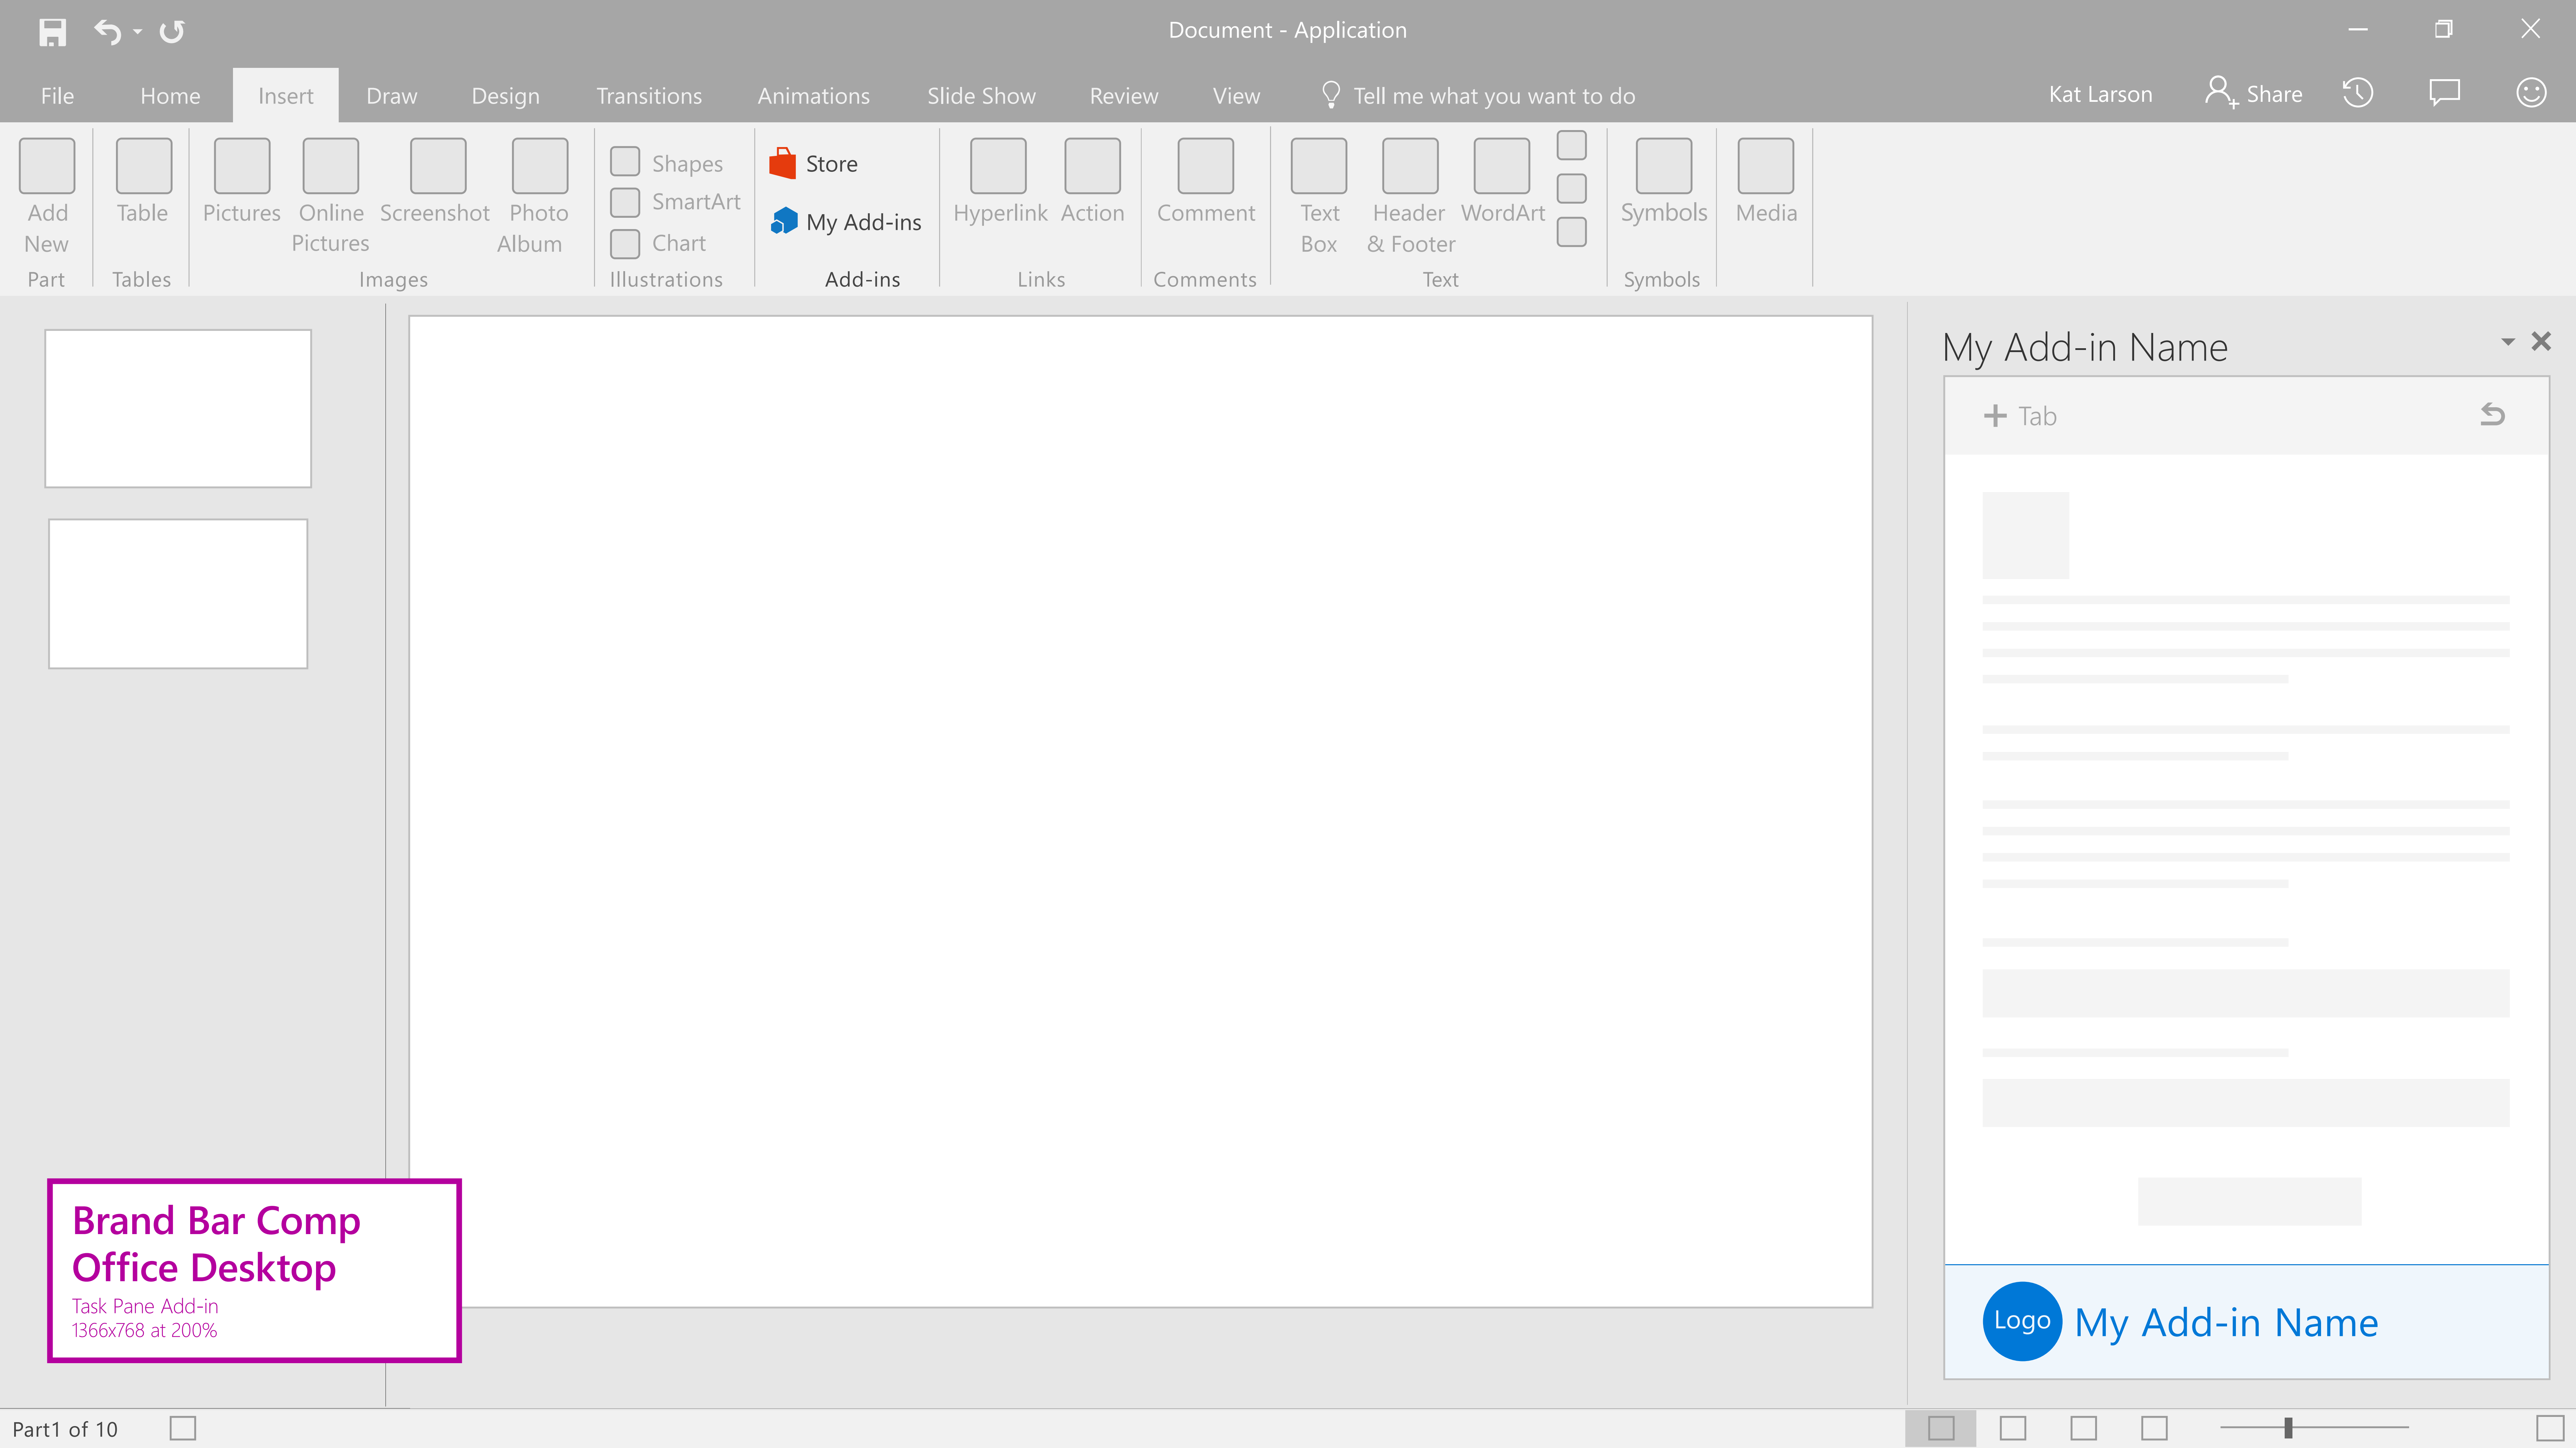 Document - Application
File Home Insert Draw Design Transitions Animations Slide Show Review View Tell me what you want to do Kat Larson Share
Add New
Table
Pictures
Online Pictures
Screenshot
Photo Album
Shapes
SmartArt
Chart
Store
My Add-ins
Hyperlink
Action
Comment
Text Box
Header & Footer
WordArt
Symbols
Media
Part Tables Images Illustrations Add-ins Links Comments Text Symbols
My Add-in Name
Tab
Brand Bar Comp
Office Desktop
Task Pane Add-in
1366x768 at 200%
Logo My Add-in Name
Part1 of 10